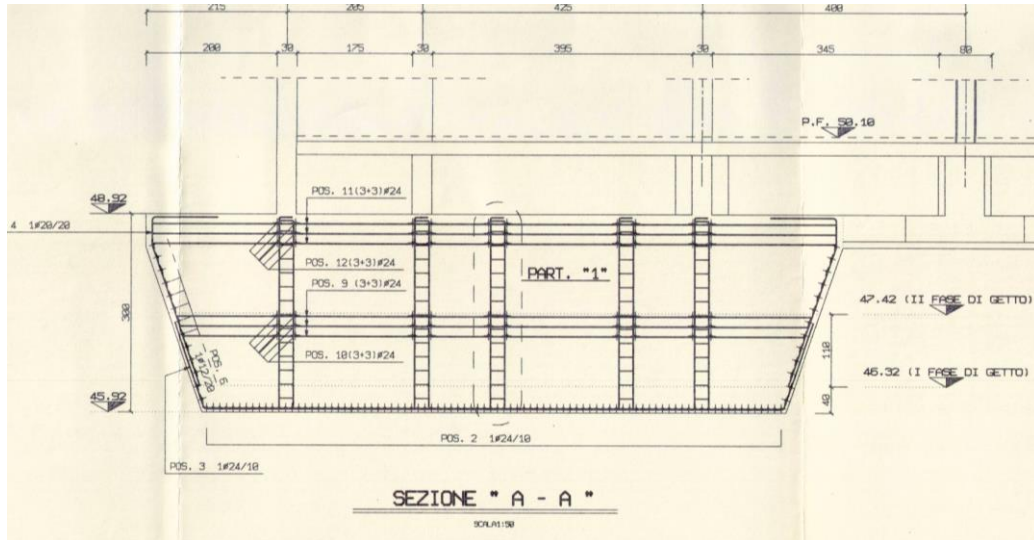 215 205 425 400
200 30 175 30 395 30 345 80
P.F. 50.10
POS. 11(3+3)ø24
48.92
4 1ø20/20
POS. 12(3+3)ø24
PART. "1"
POS. 9 (3+3)ø24
47.42 (II FASE DI GETTO)
300
POS. 10(3+3)ø24
110
POS. 6
1ø12/20
46.32 (I FASE DI GETTO)
45.92
40
POS. 2 1ø24/10
POS. 3 1ø24/10
SEZIONE " A - A "
SCALA1:50